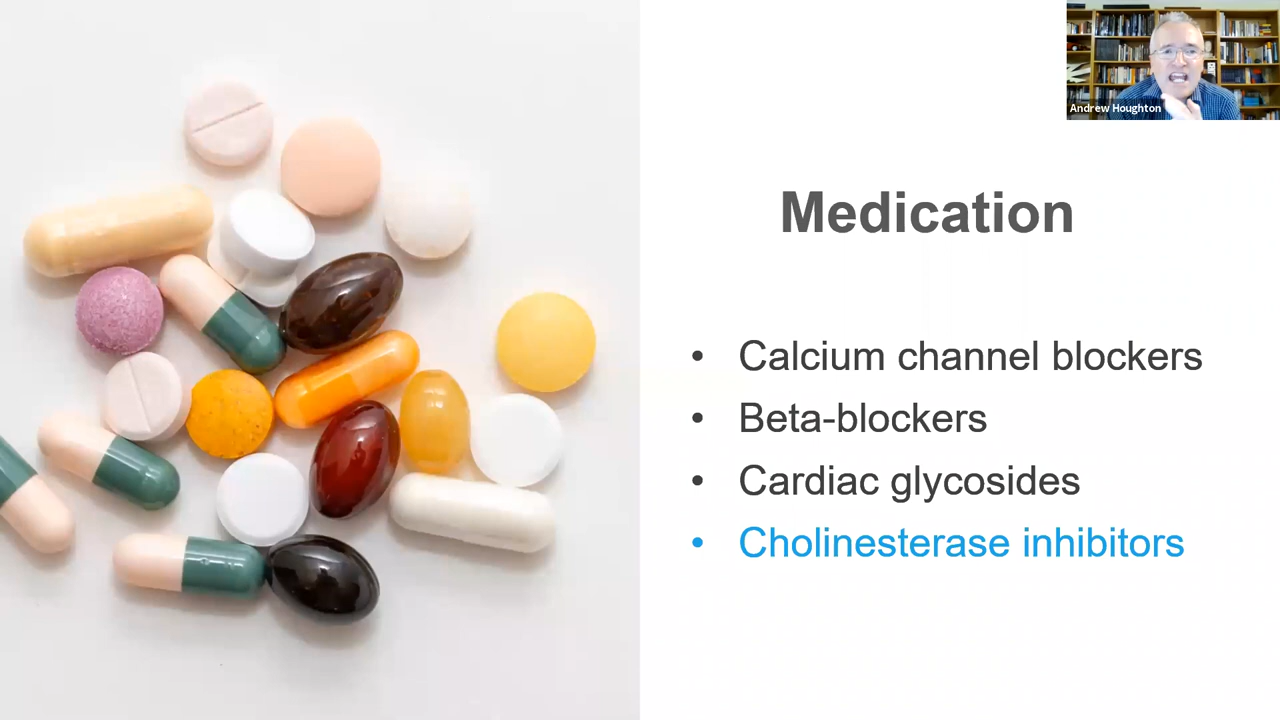 Andrew Houghton
Medication
• Calcium channel blockers
• Beta-blockers
• Cardiac glycosides
• Cholinesterase inhibitors